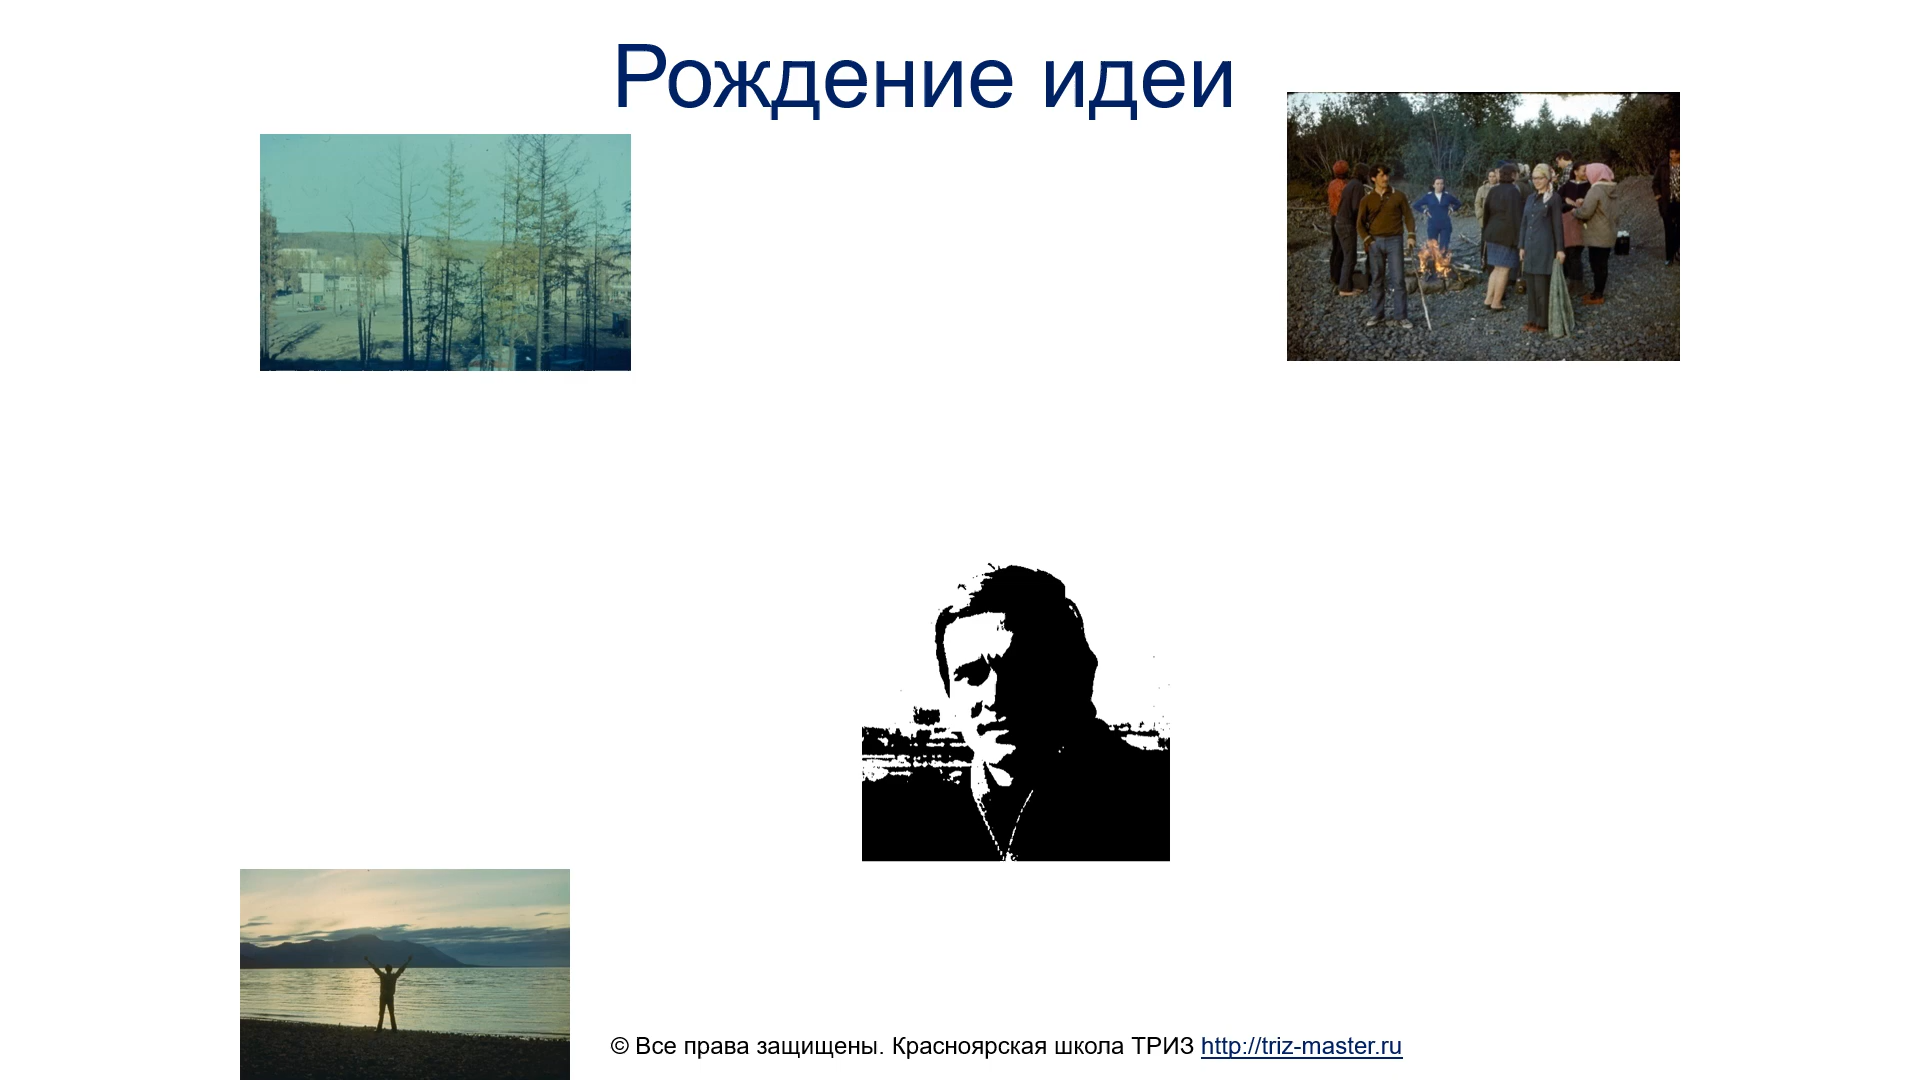 Рождение идеи
© Все права защищены. Красноярская школа ТРИЗ http://triz-master.ru